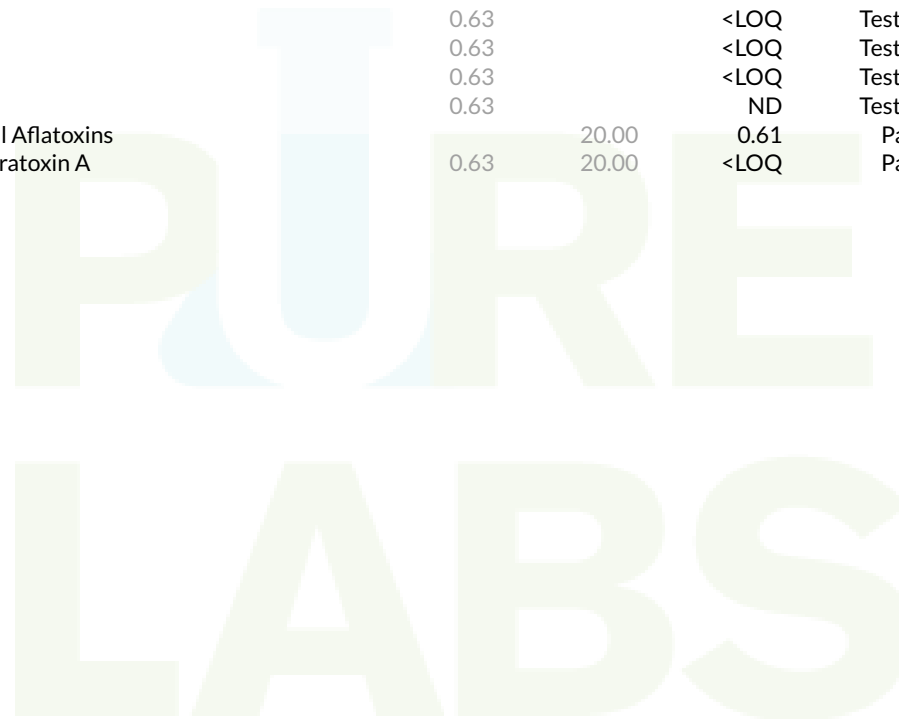 0.63 <LOQ Test
0.63 <LOQ Test
0.63 <LOQ Test
0.63 ND Test
l Aflatoxins 20.00 0.61 Pa
ratoxin A 0.63 20.00 <LOQ Pa
PURE
LABS